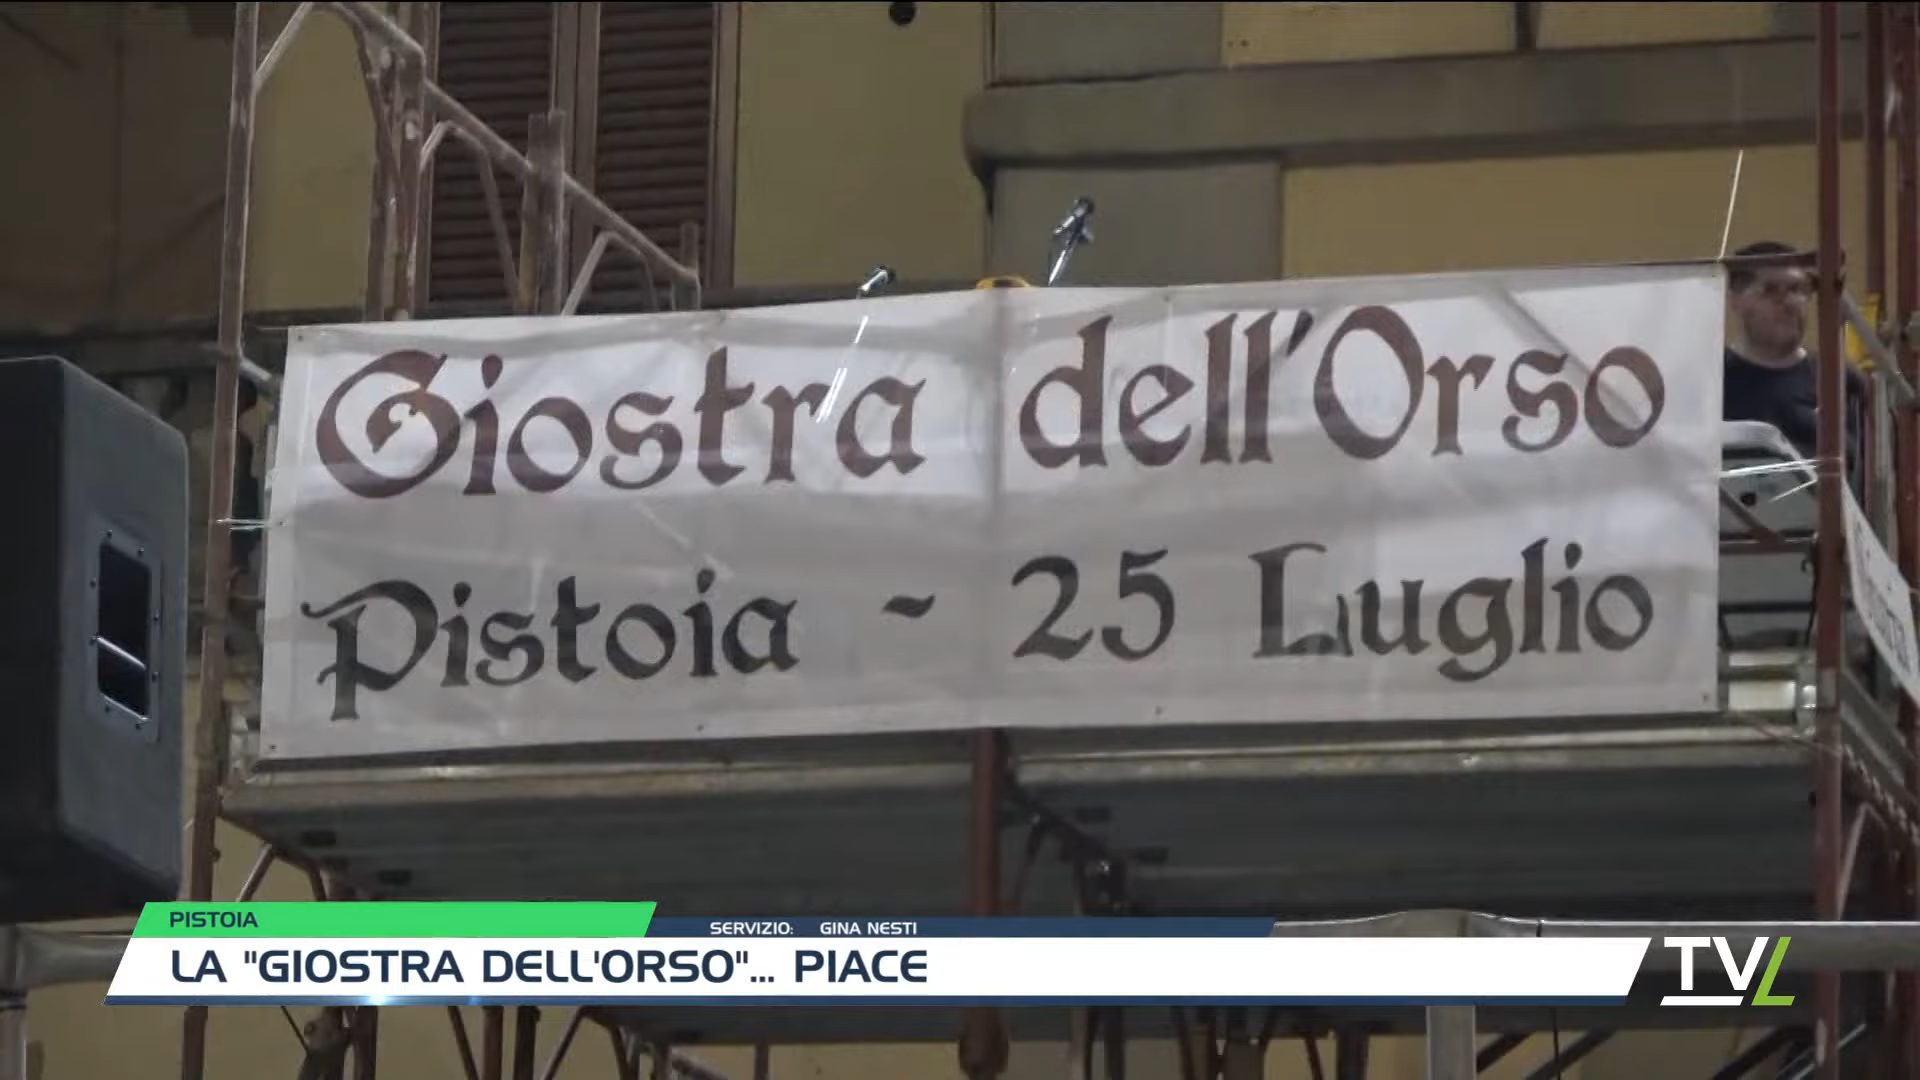 Giostra dell'Orso
Pistoia - 25 Luglio
PISTOIA
SERVIZIO: GINA NESTI
LA "GIOSTRA DELL'ORSO"... PIACE
TVL